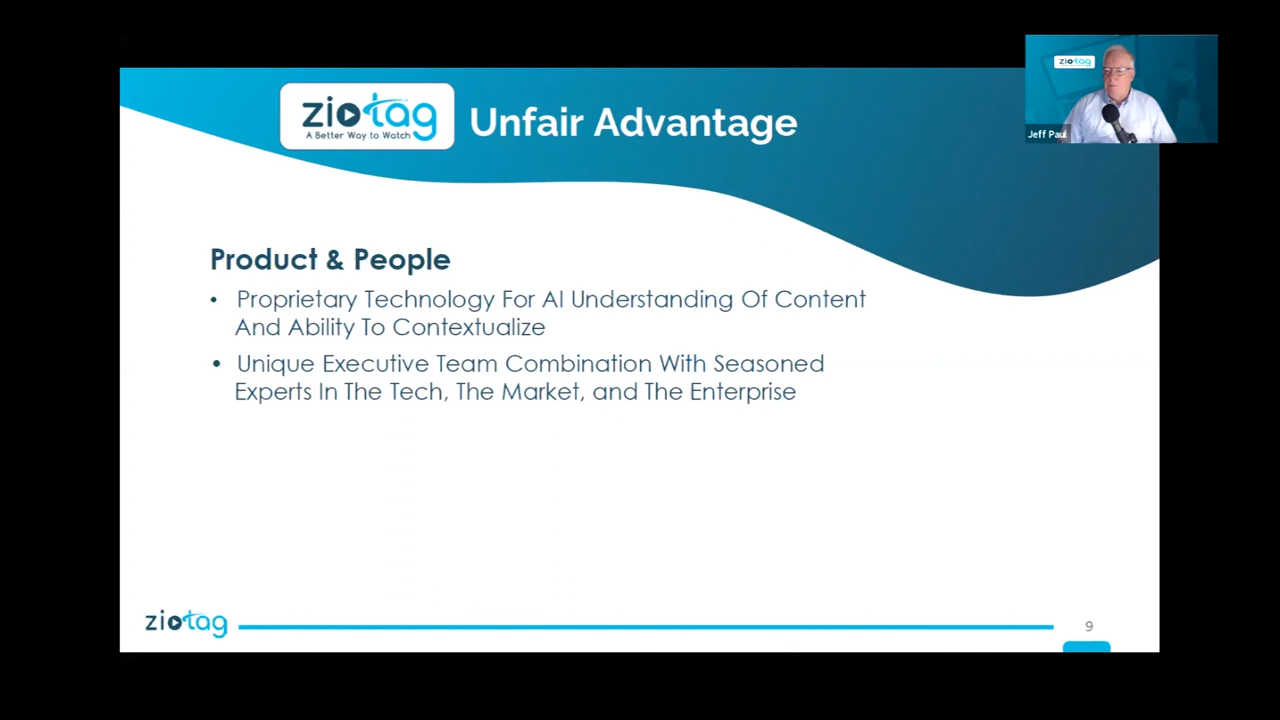 ziotag
A Better Way to Watch
Unfair Advantage
ziotag
Jeff Paul
Product & People
• Proprietary Technology For AI Understanding Of Content
And Ability To Contextualize
• Unique Executive Team Combination With Seasoned
Experts In The Tech, The Market, and The Enterprise
ziotag
9